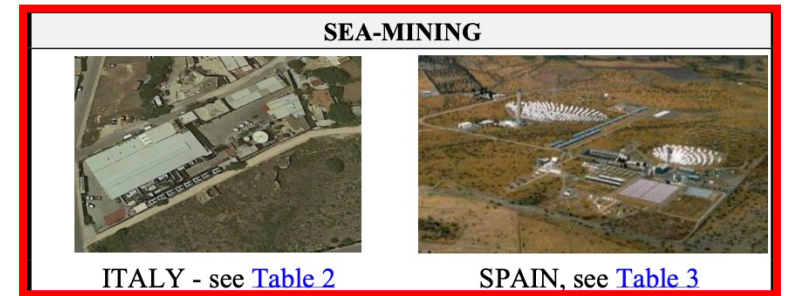 SEA-MINING
ITALY - see Table 2
SPAIN, see Table 3